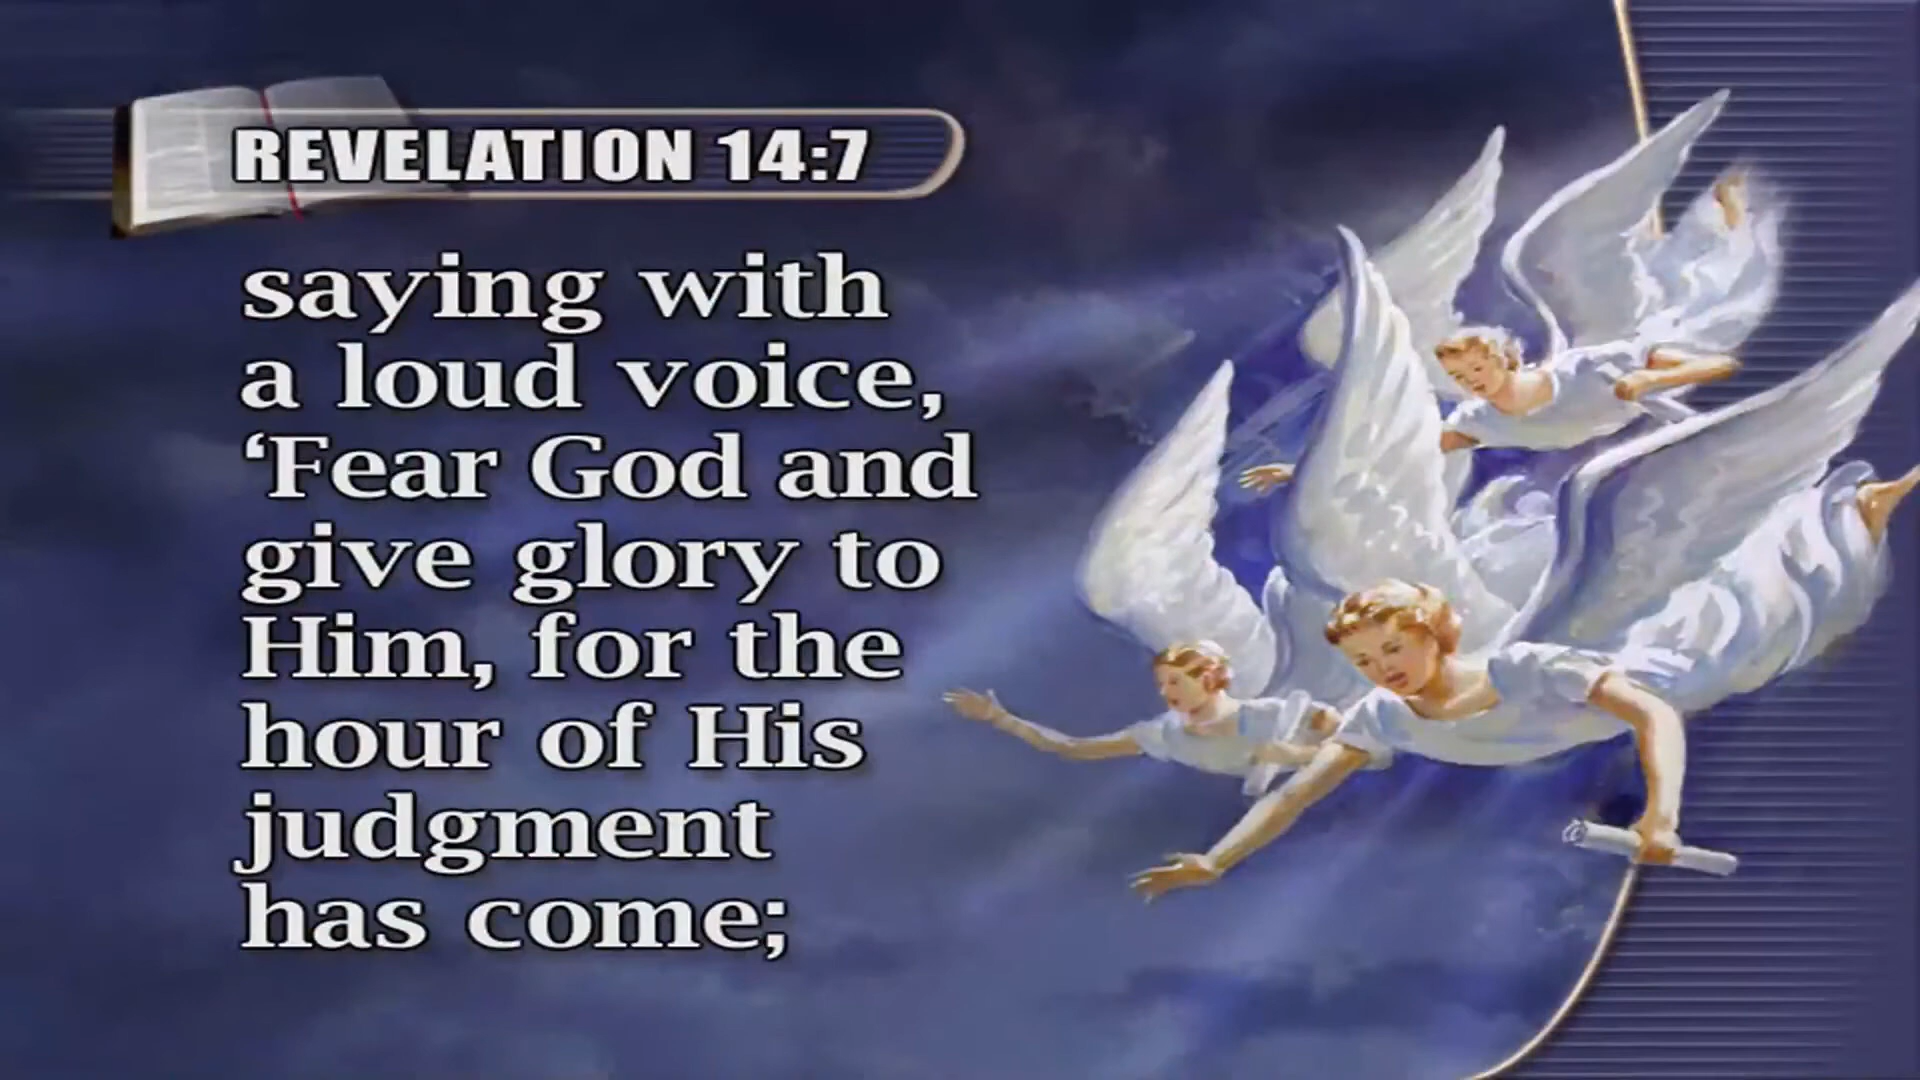 REVELATION 14:7
saying with
a loud voice,
‘Fear God and
give glory to
Him, for the
hour of His
judgment
has come;